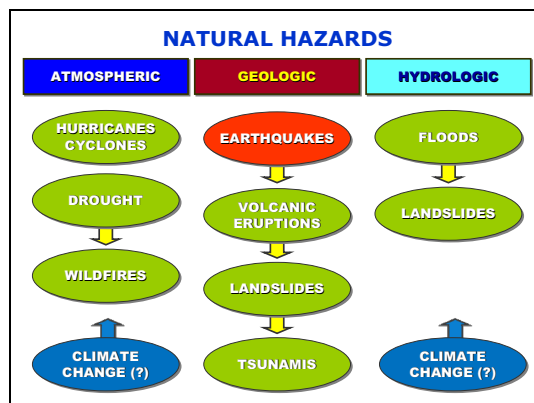 NATURAL HAZARDS
ATMOSPHERIC
GEOLOGIC
HYDROLOGIC
HURRICANES
CYCLONES
DROUGHT
WILDFIRES
CLIMATE
CHANGE (?)
EARTHQUAKES
VOLCANIC
ERUPTIONS
LANDSLIDES
TSUNAMIS
FLOODS
LANDSLIDES
CLIMATE
CHANGE (?)